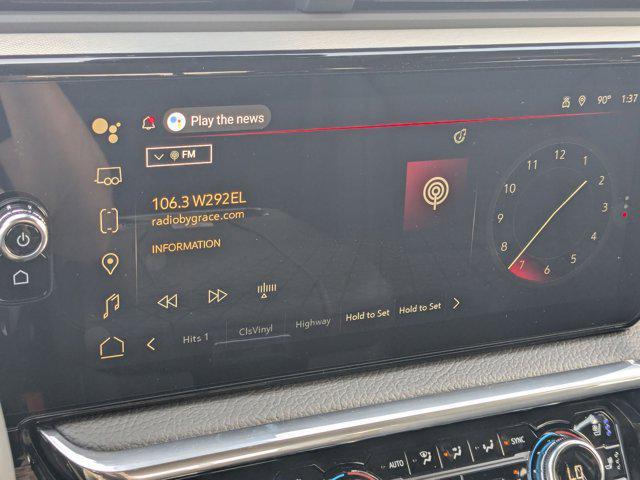 Play the news
90° 1:37
FM
106.3 W292EL
radiobygrace.com
INFORMATION
Hits 1 ClsVinyl Highway Hold to Set Hold to Set
12
1
2
3
4
5
6
7
8
9
10
11
AUTO SYNC
LO